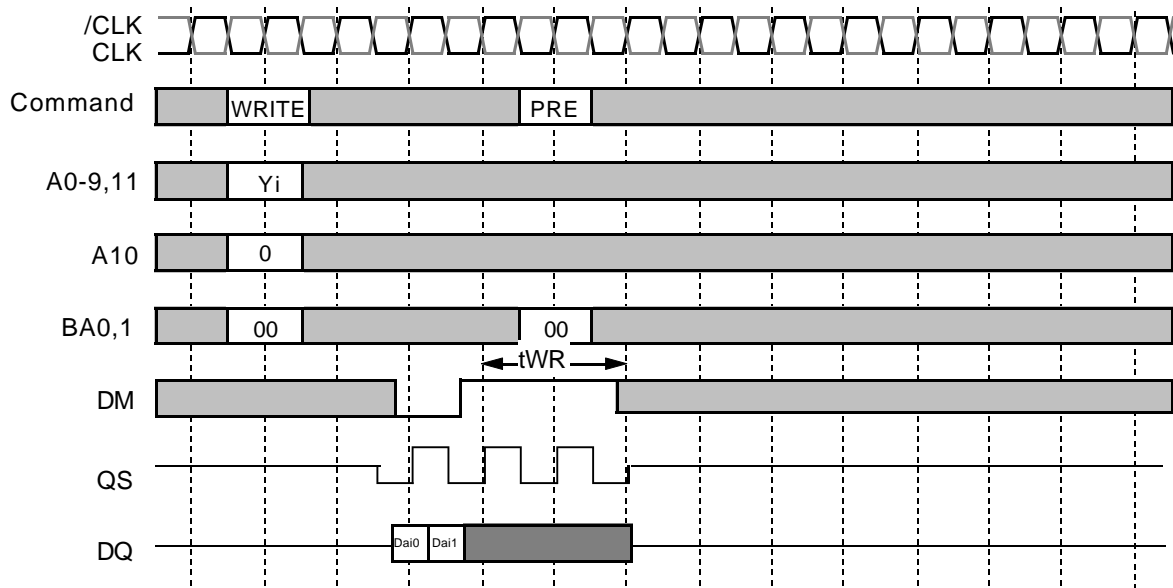 /CLK
CLK
Command WRITE PRE
A0-9,11 Yi
A10 0
BA0,1 00 00
tWR
DM
QS
DQ Dai0 Dai1